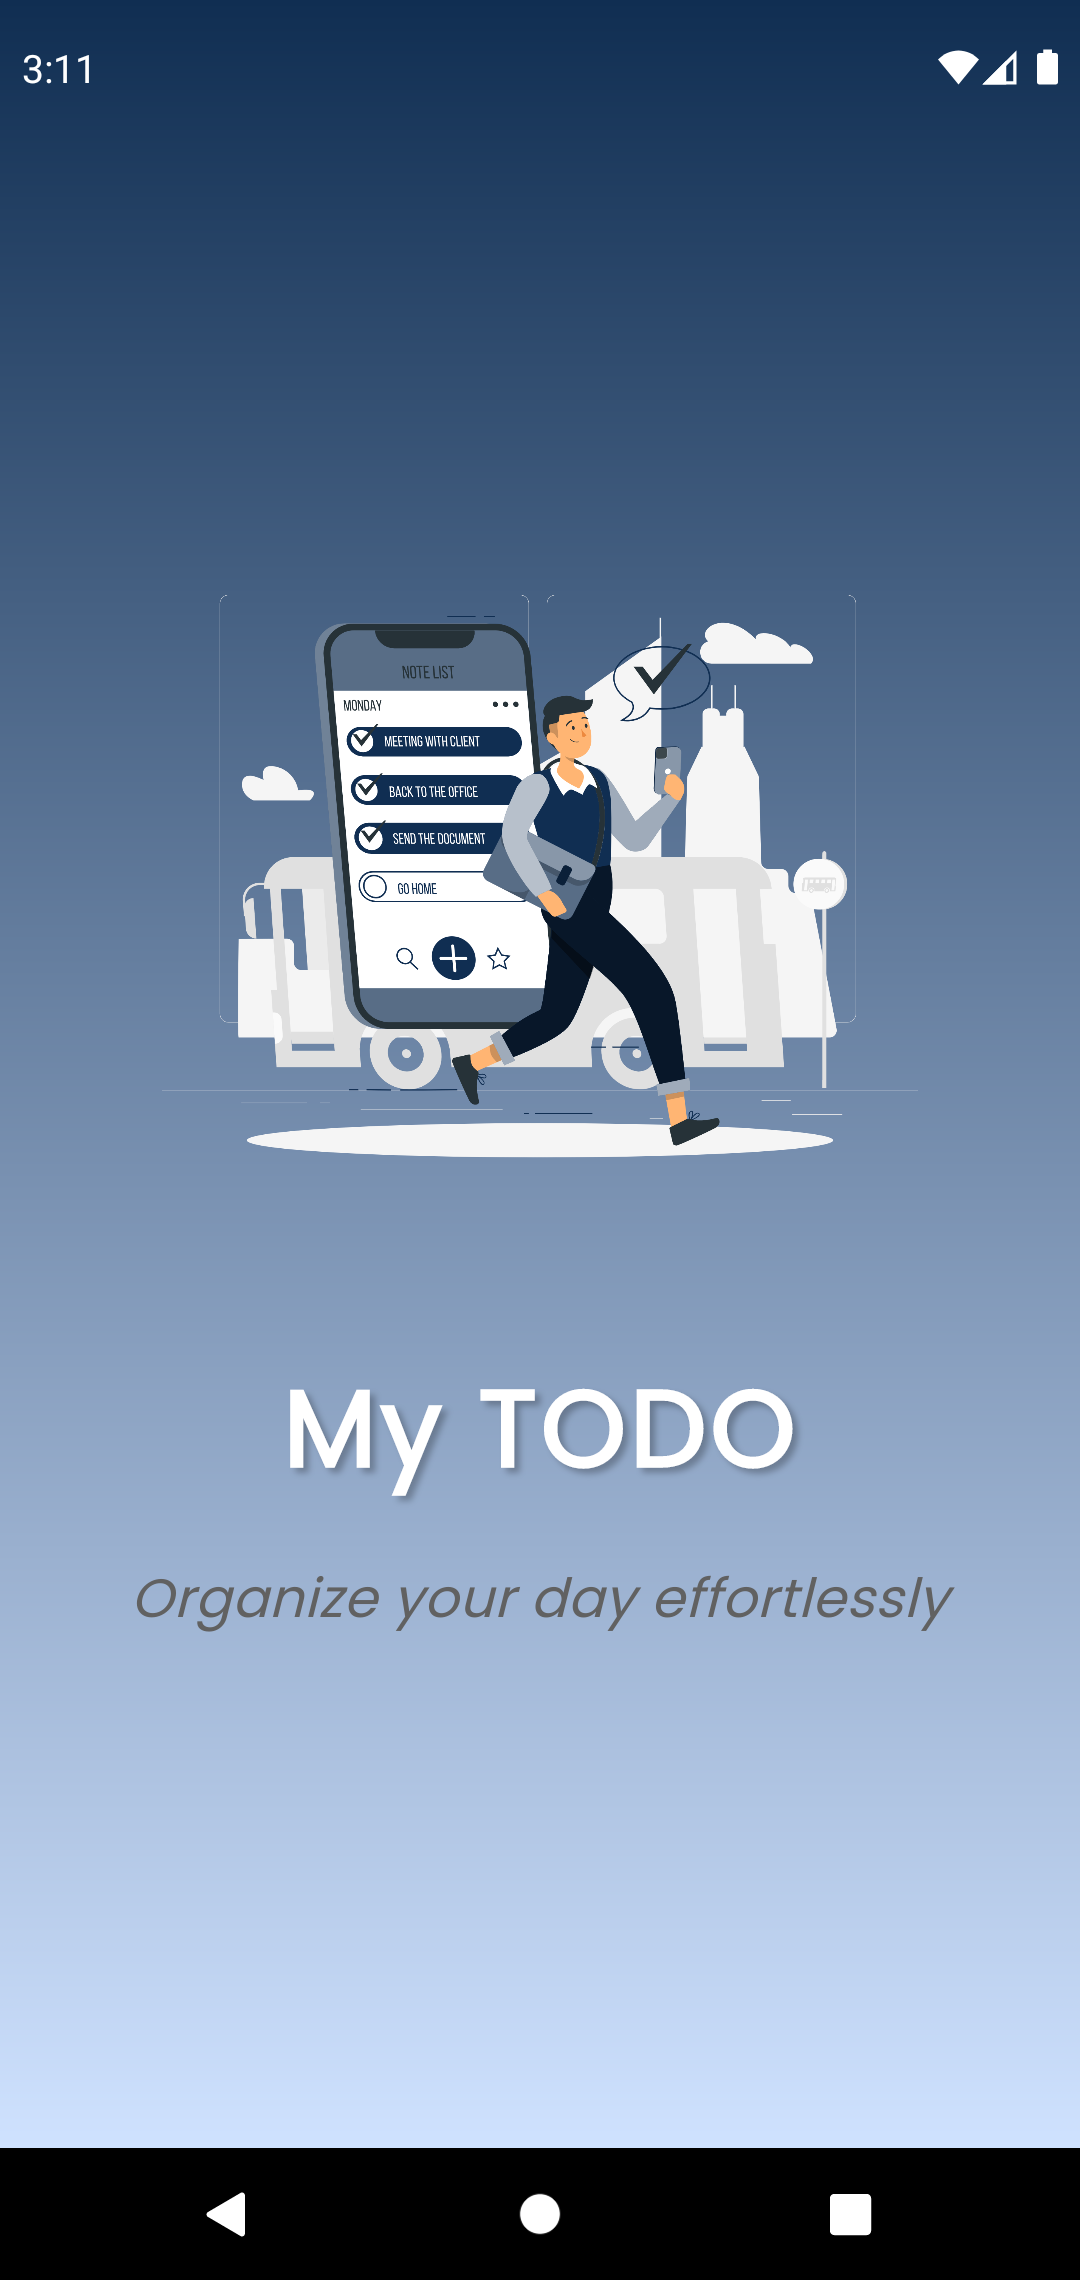 3:11
NOTE LIST
MONDAY
MEETING WITH CLIENT
BACK TO THE OFFICE
SEND THE DOCUMENT
GO HOME
My TODO
Organize your day effortlessly